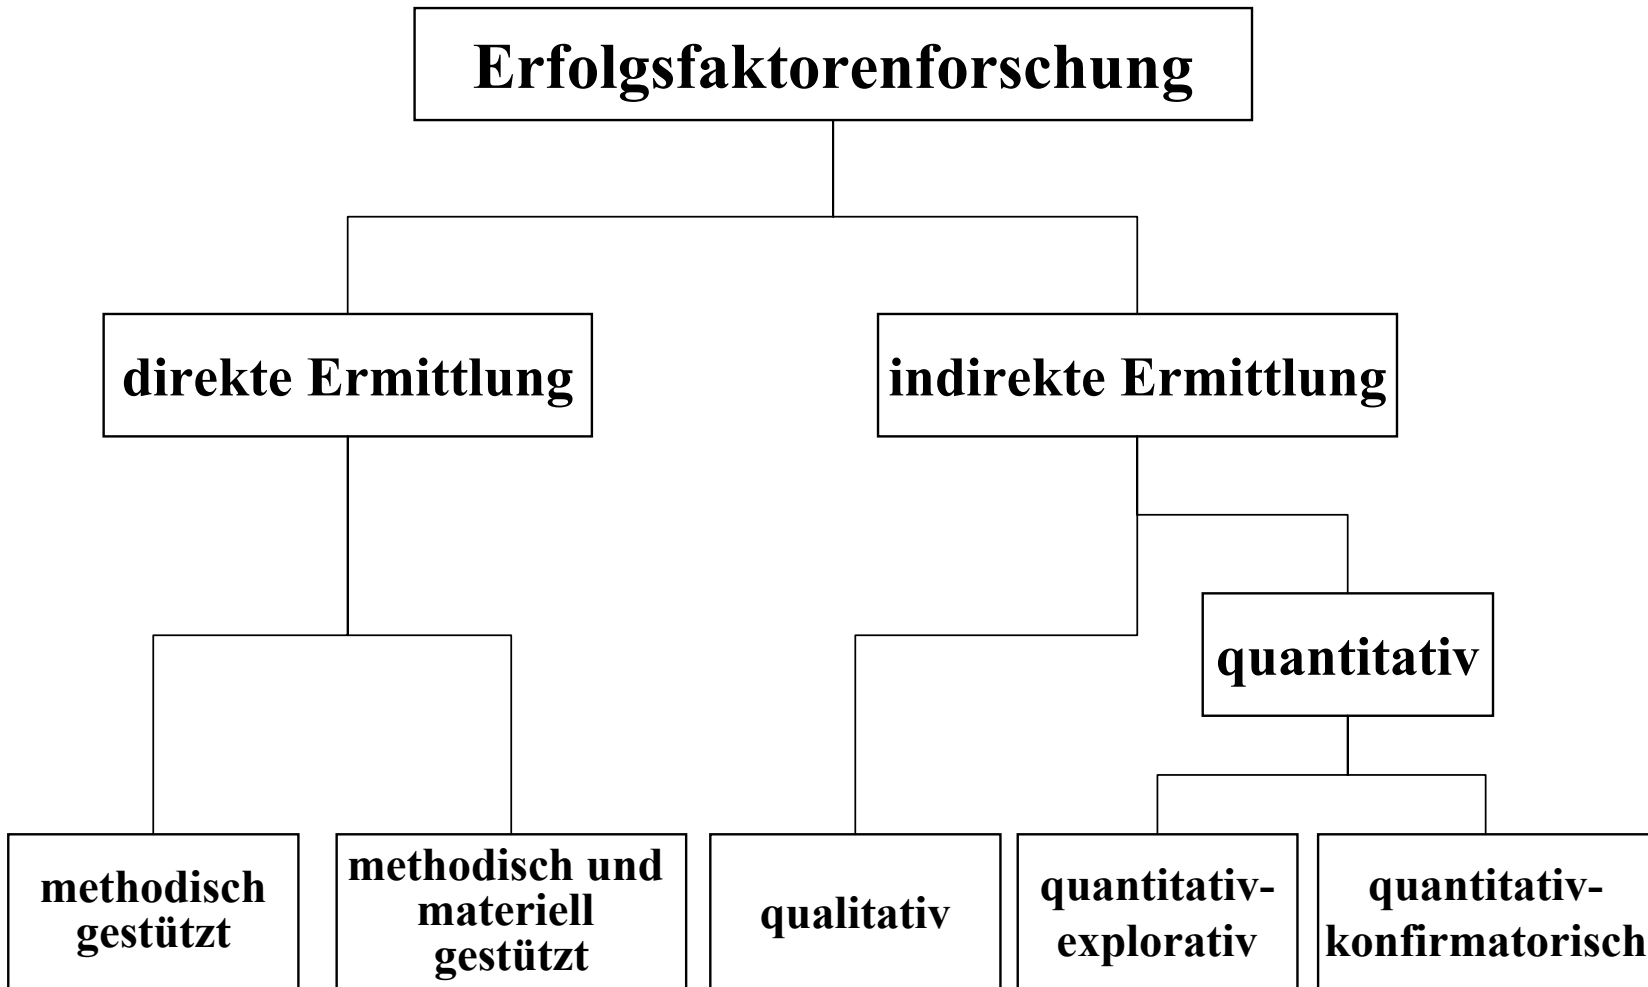 Erfolgsfaktorenforschung
direkte Ermittlung
indirekte Ermittlung
quantitativ
methodisch
gestützt
methodisch und
materiell
gestützt
qualitativ
quantitativ-
explorativ
quantitativ-
konfirmatorisch